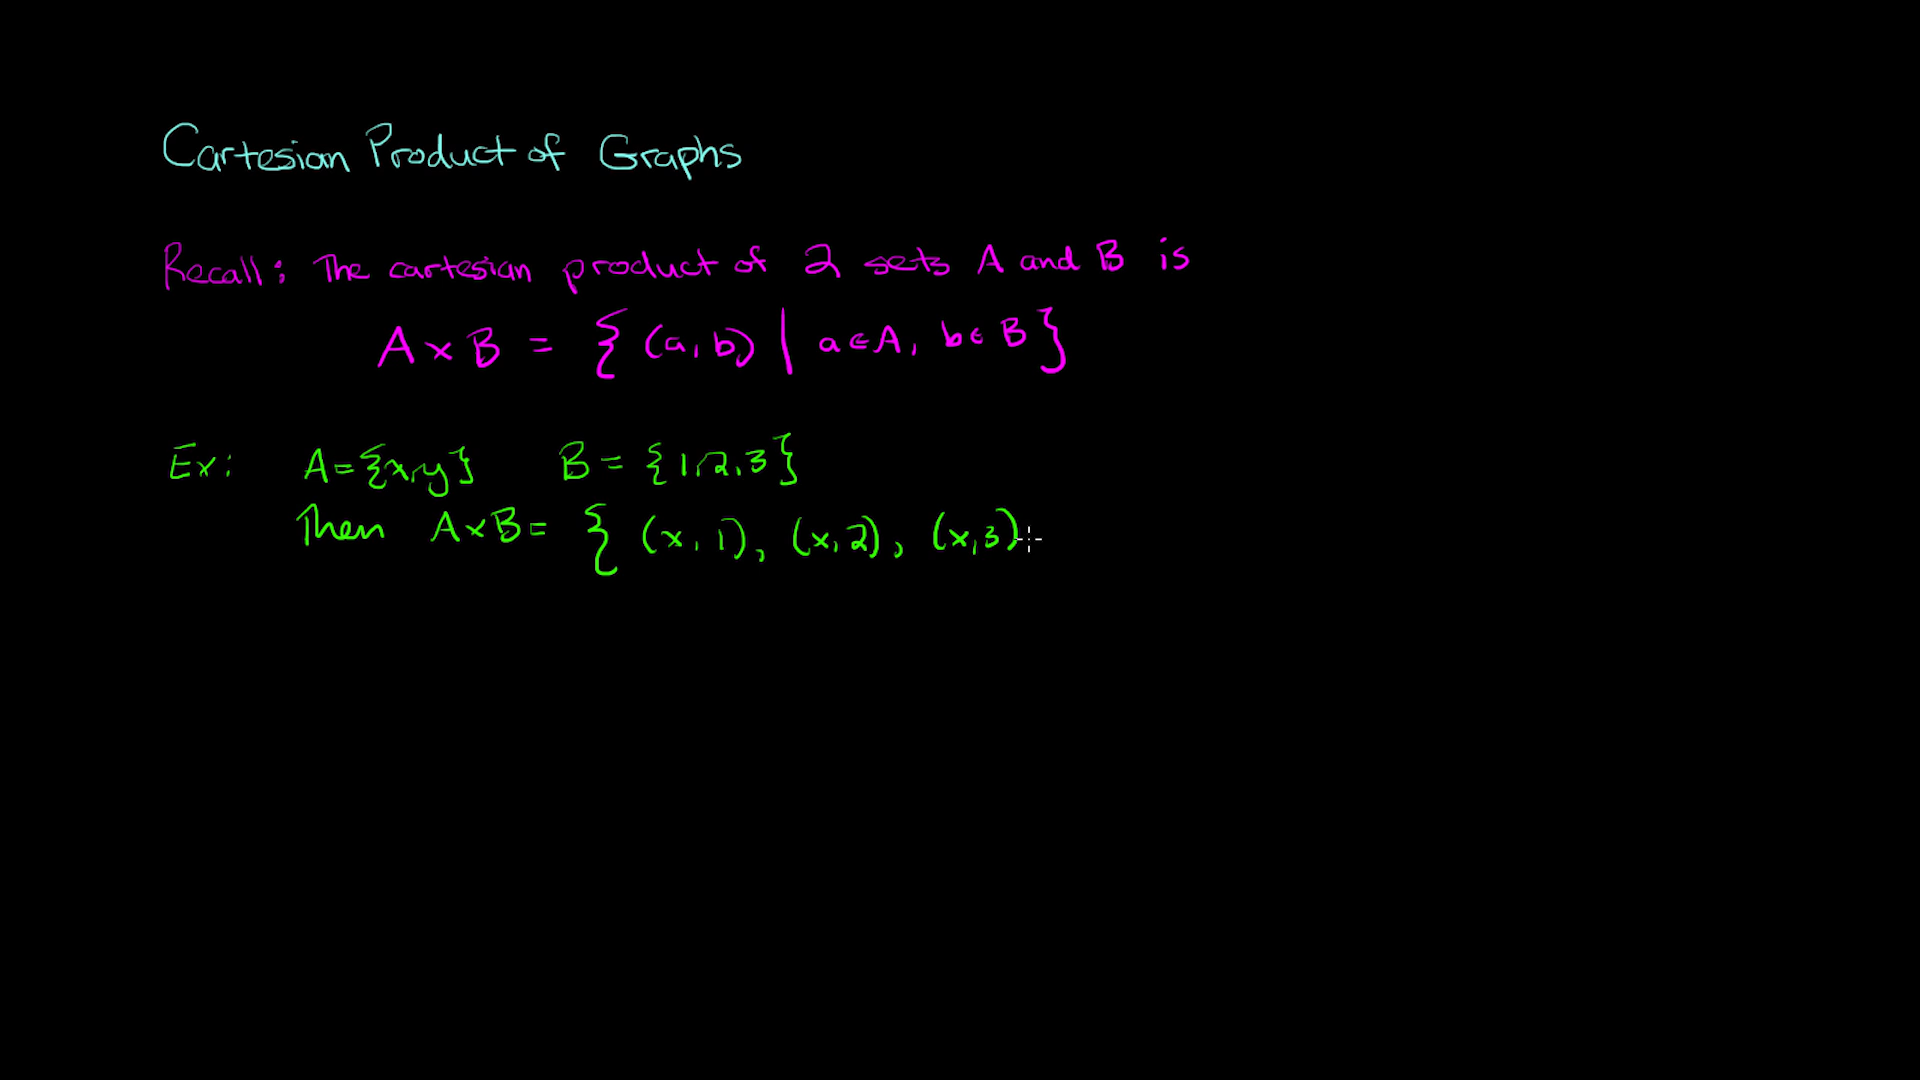 Cartesian Product of Graphs
Recall: The cartesian product of 2 sets A and B is
A × B = { (a, b) | a ∈ A, b ∈ B }
Ex: A = {x, y} B = {1, 2, 3}
Then A × B = { (x, 1), (x, 2), (x, 3)